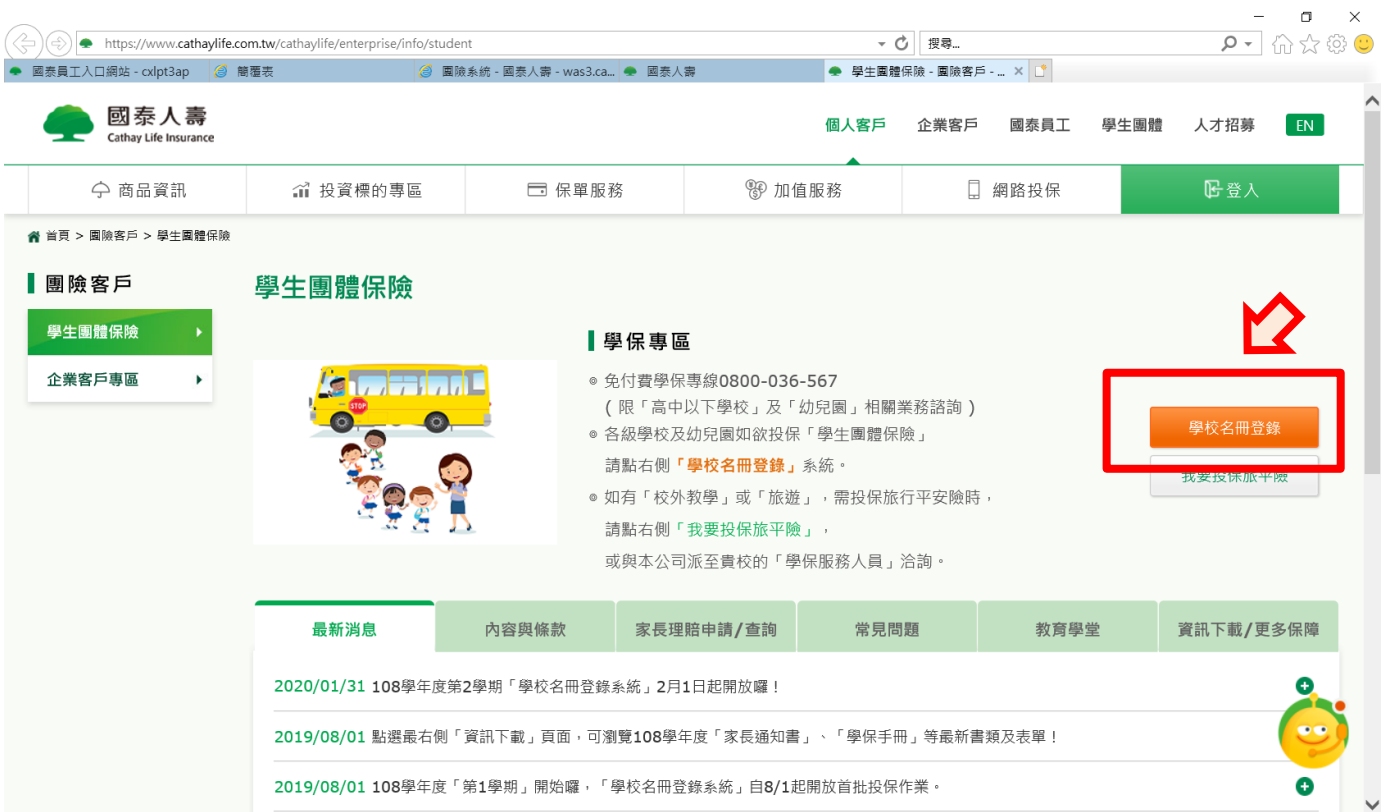 https://www.cathaylife.com.tw/cathaylife/enterprise/info/student
搜尋...
國泰員工入口網站 - cxlpt3ap
簡覆表
團險系統 - 國泰人壽 - was3.ca...
國泰人壽
學生團體保險 - 團險客戶 - ...
國泰人壽
Cathay Life Insurance
個人客戶 企業客戶 國泰員工 學生團體 人才招募 EN
商品資訊 投資標的專區 保單服務 加值服務 網路投保 登入
首頁 > 團險客戶 > 學生團體保險
團險客戶
學生團體保險
企業客戶專區
學生團體保險
STOP
學保專區
免付費學保專線0800-036-567
( 限「高中以下學校」及「幼兒園」相關業務諮詢 )
各級學校及幼兒園如欲投保「學生團體保險」
請點右側「學校名冊登錄」系統。
如有「校外教學」或「旅遊」，需投保旅行平安險時，
請點右側「我要投保旅平險」，
或與本公司派至貴校的「學保服務人員」洽詢。
學校名冊登錄
我要投保旅平險
最新消息 內容與條款 家長理賠申請/查詢 常見問題 教育學堂 資訊下載/更多保障
2020/01/31 108學年度第2學期「學校名冊登錄系統」2月1日起開放囉！
2019/08/01 點選最右側「資訊下載」頁面，可瀏覽108學年度「家長通知書」、「學保手冊」等最新書類及表單！
2019/08/01 108學年度「第1學期」開始囉，「學校名冊登錄系統」自8/1起開放首批投保作業。